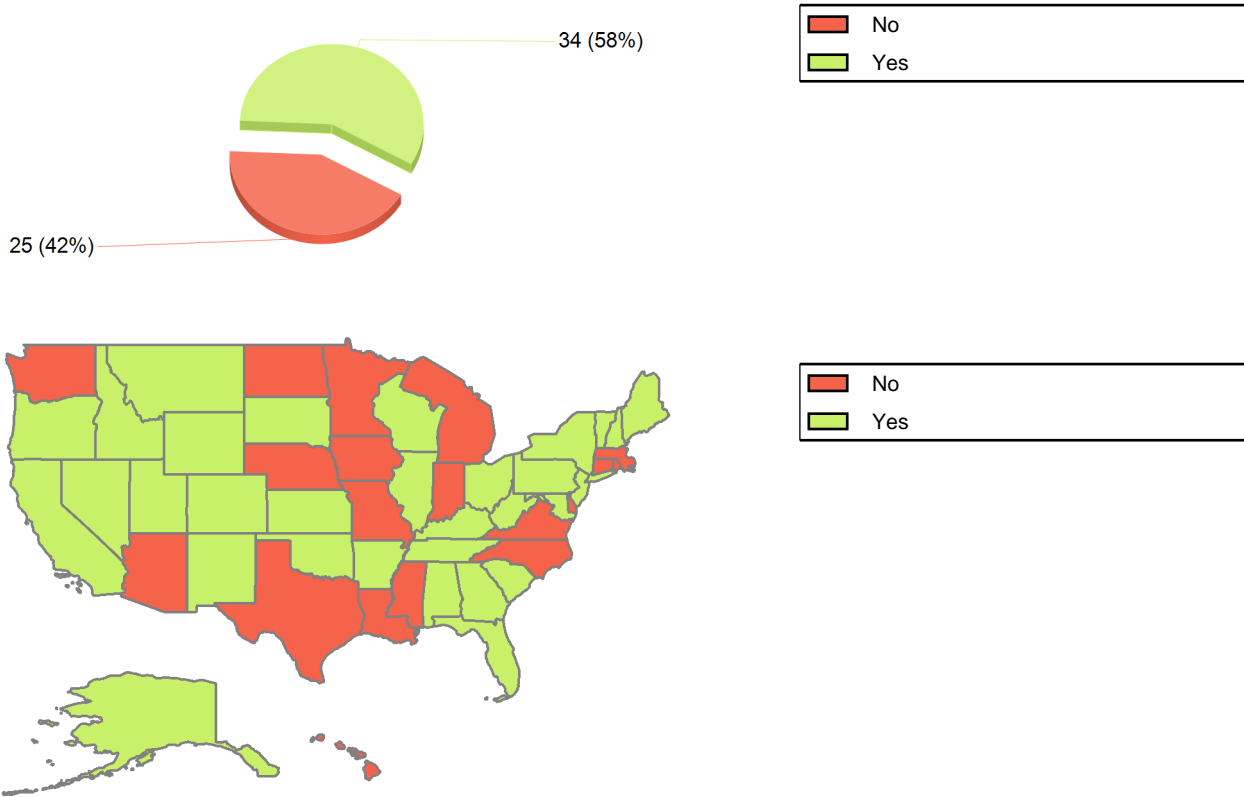 34 (58%)
25 (42%)
No
Yes
No
Yes